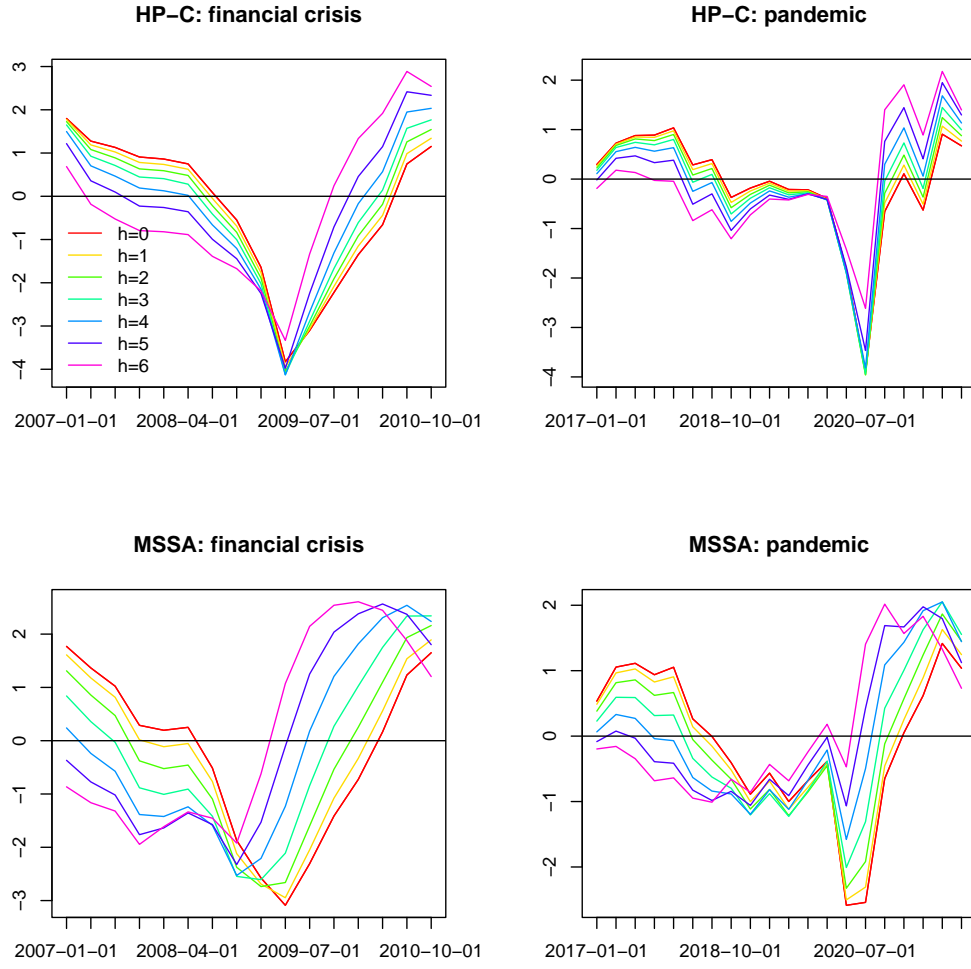 HP−C: financial crisis
HP−C: pandemic
3
2
1
0
−1
−2
−3
−4
h=0
h=1
h=2
h=3
h=4
h=5
h=6
2007−01−01 2008−04−01 2009−07−01 2010−10−01
2
1
0
−1
−2
−3
−4
2017−01−01 2018−10−01 2020−07−01
MSSA: financial crisis
MSSA: pandemic
2
1
0
−1
−2
−3
2007−01−01 2008−04−01 2009−07−01 2010−10−01
2
1
0
−1
−2
2017−01−01 2018−10−01 2020−07−01